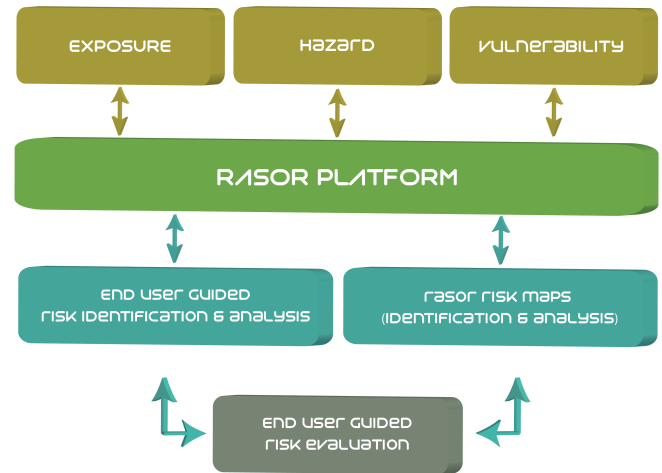 EXPOSURE
HAZARD
VULNERABILITY
RASOR PLATFORM
END USER GUIDED
RISK IDENTIFICATION & ANALYSIS
RASOR RISK MAPS
(IDENTIFICATION & ANALYSIS)
END USER GUIDED
RISK EVALUATION